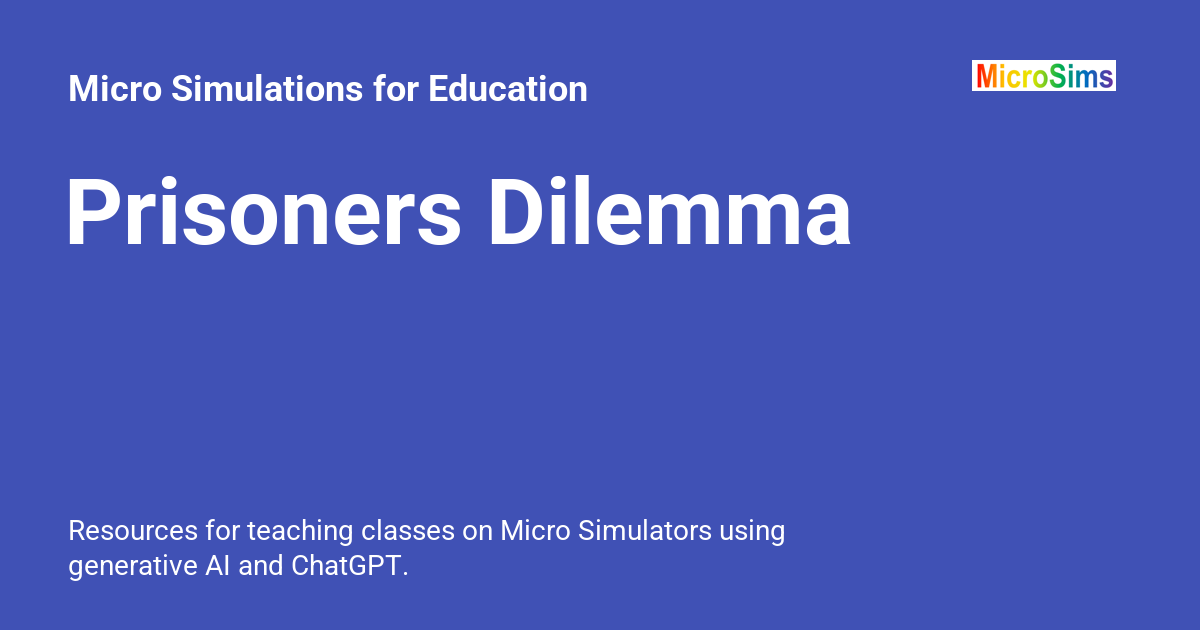 Micro Simulations for Education
MicroSims
Prisoners Dilemma
Resources for teaching classes on Micro Simulators using
generative AI and ChatGPT.